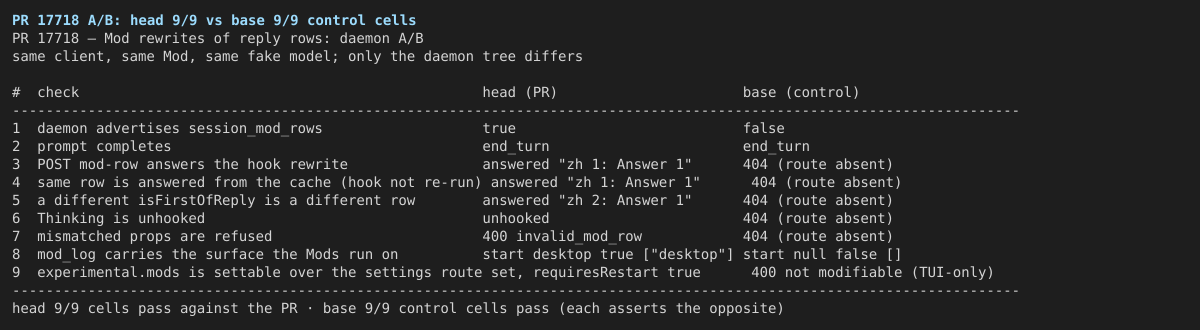 PR 17718 A/B: head 9/9 vs base 9/9 control cells
PR 17718 — Mod rewrites of reply rows: daemon A/B
same client, same Mod, same fake model; only the daemon tree differs
# check head (PR) base (control)
----------------------------------------------------------------------------------------------------------------------
1 daemon advertises session_mod_rows true false
2 prompt completes end_turn end_turn
3 POST mod-row answers the hook rewrite answered "zh 1: Answer 1" 404 (route absent)
4 same row is answered from the cache (hook not re-run) answered "zh 1: Answer 1" 404 (route absent)
5 a different isFirstOfReply is a different row answered "zh 2: Answer 1" 404 (route absent)
6 Thinking is unhooked unhooked 404 (route absent)
7 mismatched props are refused 400 invalid_mod_row 404 (route absent)
8 mod_log carries the surface the Mods run on start desktop true ["desktop"] start null false []
9 experimental.mods is settable over the settings route set, requiresRestart true 400 not modifiable (TUI-only)
----------------------------------------------------------------------------------------------------------------------
head 9/9 cells pass against the PR · base 9/9 control cells pass (each asserts the opposite)